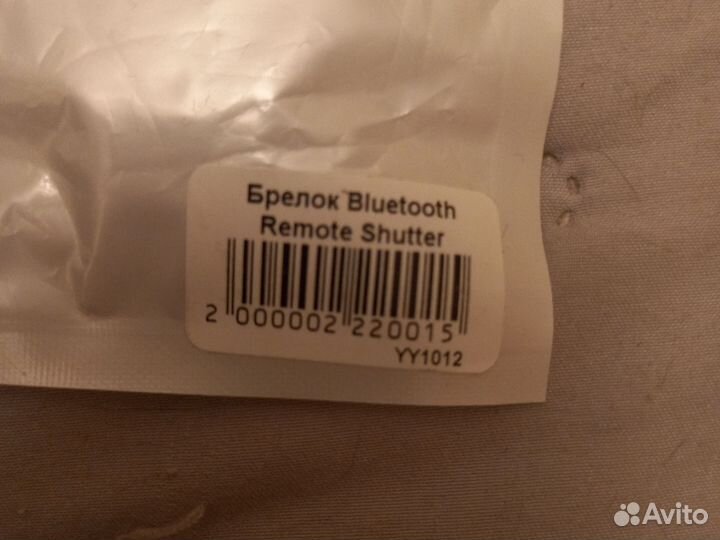 Брелок Bluetooth
Remote Shutter
2 000002 220015
YY1012
Avito